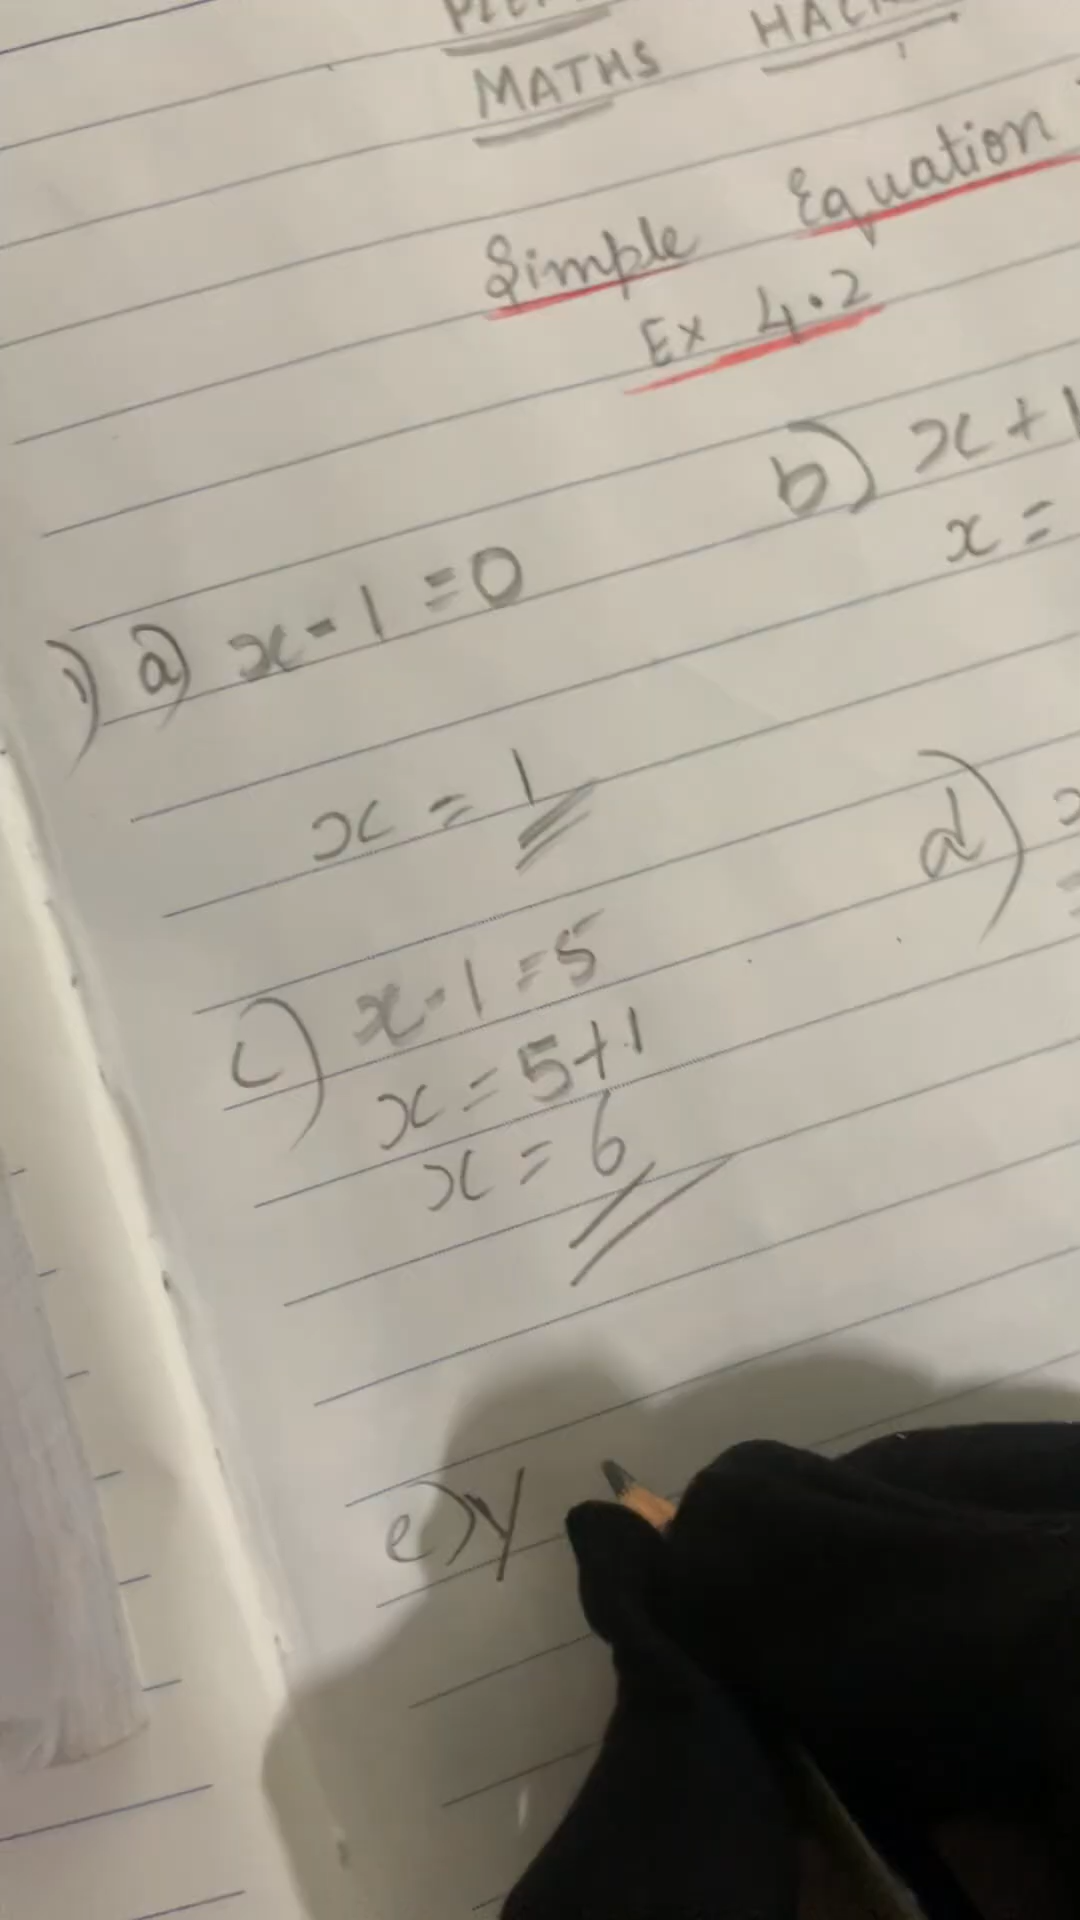 MATHS
Simple Equation
Ex 4.2
1) a) x - 1 = 0
x = 1
b) x + 1
x =
c) x - 1 = 5
x = 5 + 1
x = 6
d)
e) y